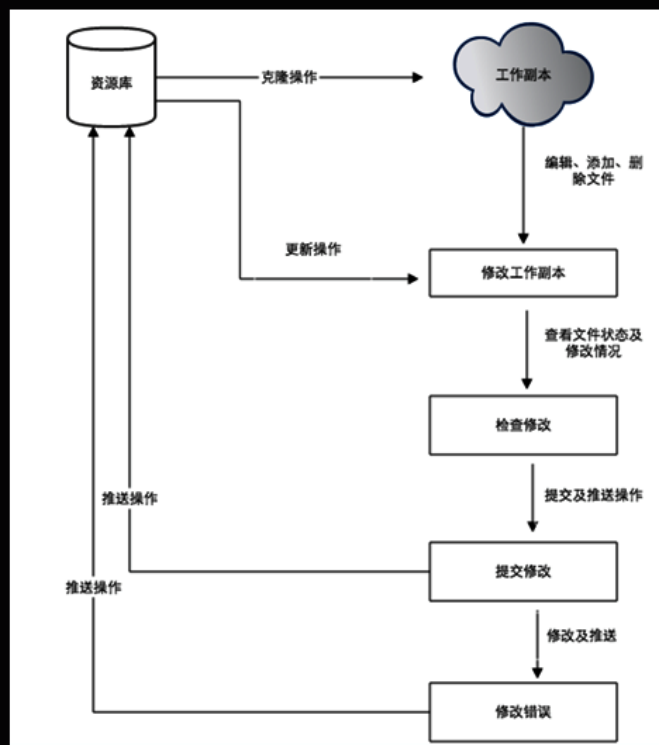 资源库
克隆操作
工作副本
编辑、添加、删
除文件
更新操作
修改工作副本
查看文件状态及
修改情况
检查修改
推送操作
提交及推送操作
提交修改
推送操作
修改及推送
修改错误